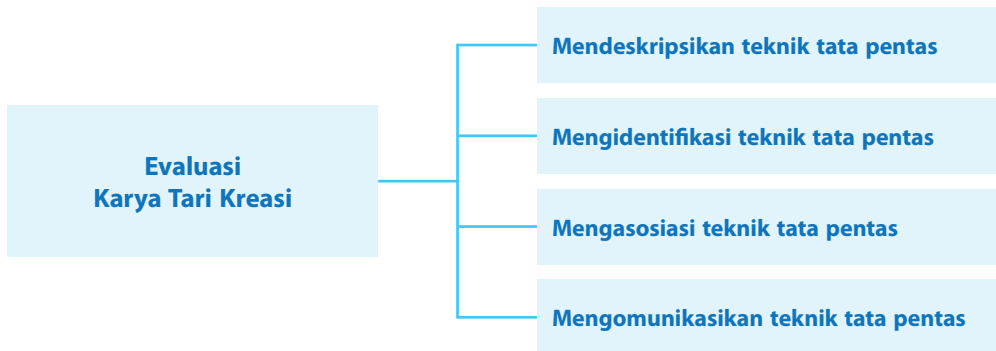 Evaluasi
Karya Tari Kreasi
Mendeskripsikan teknik tata pentas
Mengidentifikasi teknik tata pentas
Mengasosiasi teknik tata pentas
Mengomunikasikan teknik tata pentas